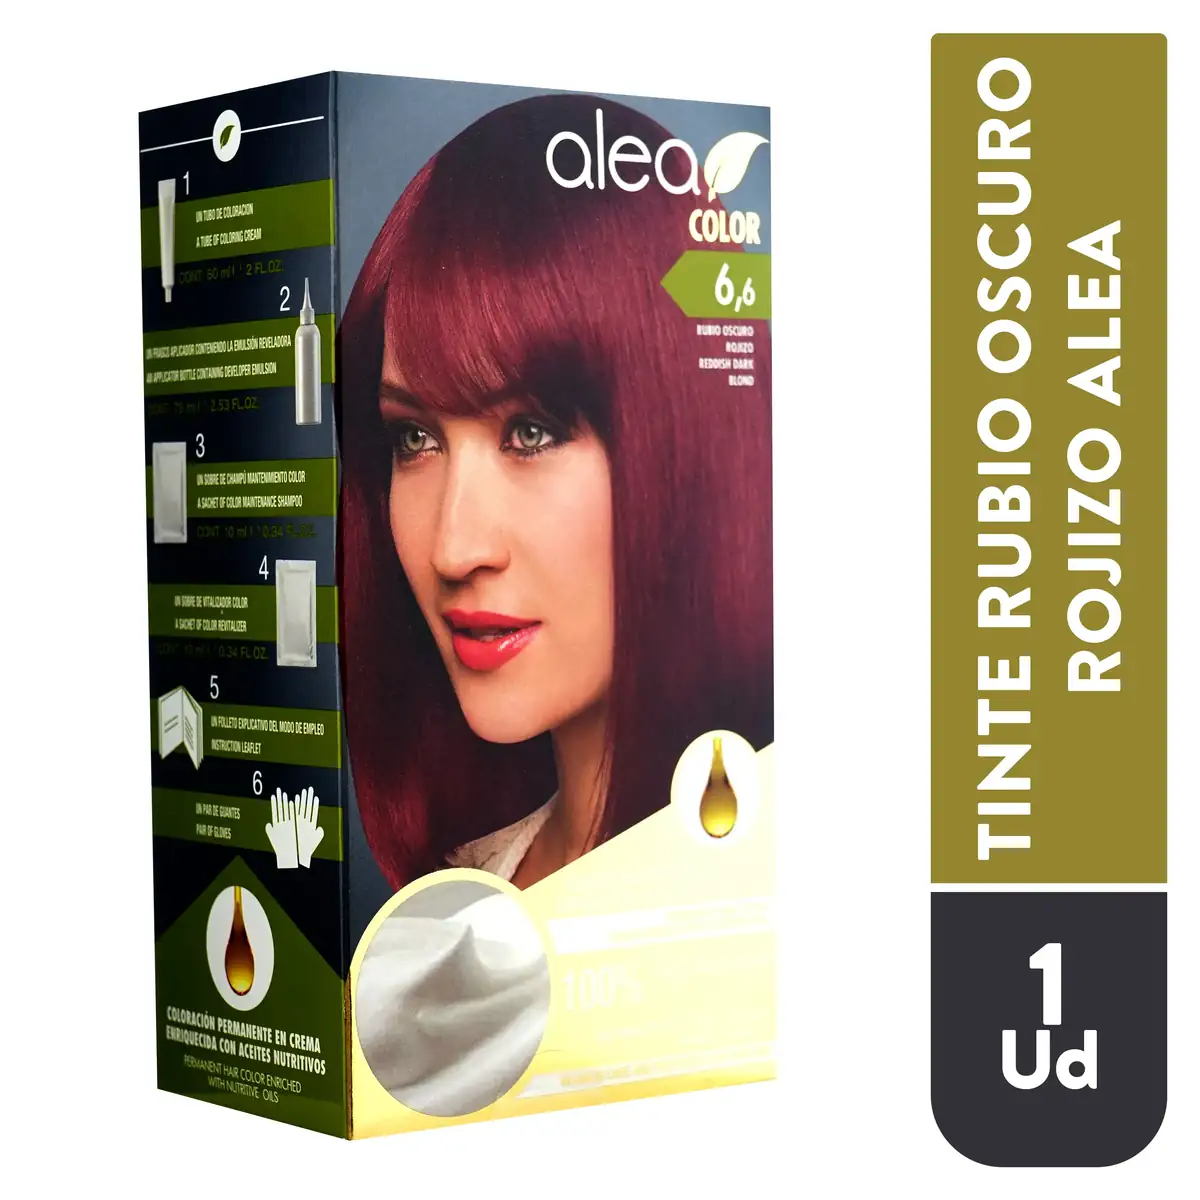 alea
COLOR
6,6
RUBIO OSCURO
ROJIZO
REDDISH DARK
BLOND
100%
1
UN TUBO DE COLORACION
A TUBE OF COLORING CREAM
CONT. 60 ml / 2 FL.OZ.
2
UN FRASCO APLICADOR CONTENIENDO LA EMULSIÓN REVELADORA
AN APPLICATOR BOTTLE CONTAINING DEVELOPER EMULSION
CONT. 75 ml / 2.53 FL.OZ.
3
UN SOBRE DE CHAMPÚ MANTENIMIENTO COLOR
A SACHET OF COLOR MAINTENANCE SHAMPOO
CONT. 10 ml / 0.34 FL.OZ.
4
UN SOBRE DE VITALIZADOR COLOR
A SACHET OF COLOR REVITALIZER
CONT. 10 ml / 0.34 FL.OZ.
5
UN FOLLETO EXPLICATIVO DEL MODO DE EMPLEO
INSTRUCTION LEAFLET
6
UN PAR DE GUANTES
PAIR OF GLOVES
COLORACIÓN PERMANENTE EN CREMA
ENRIQUECIDA CON ACEITES NUTRITIVOS
PERMANENT HAIR COLOR ENRICHED
WITH NUTRITIVE OILS
TINTE RUBIO OSCURO
ROJIZO ALEA
1
Ud